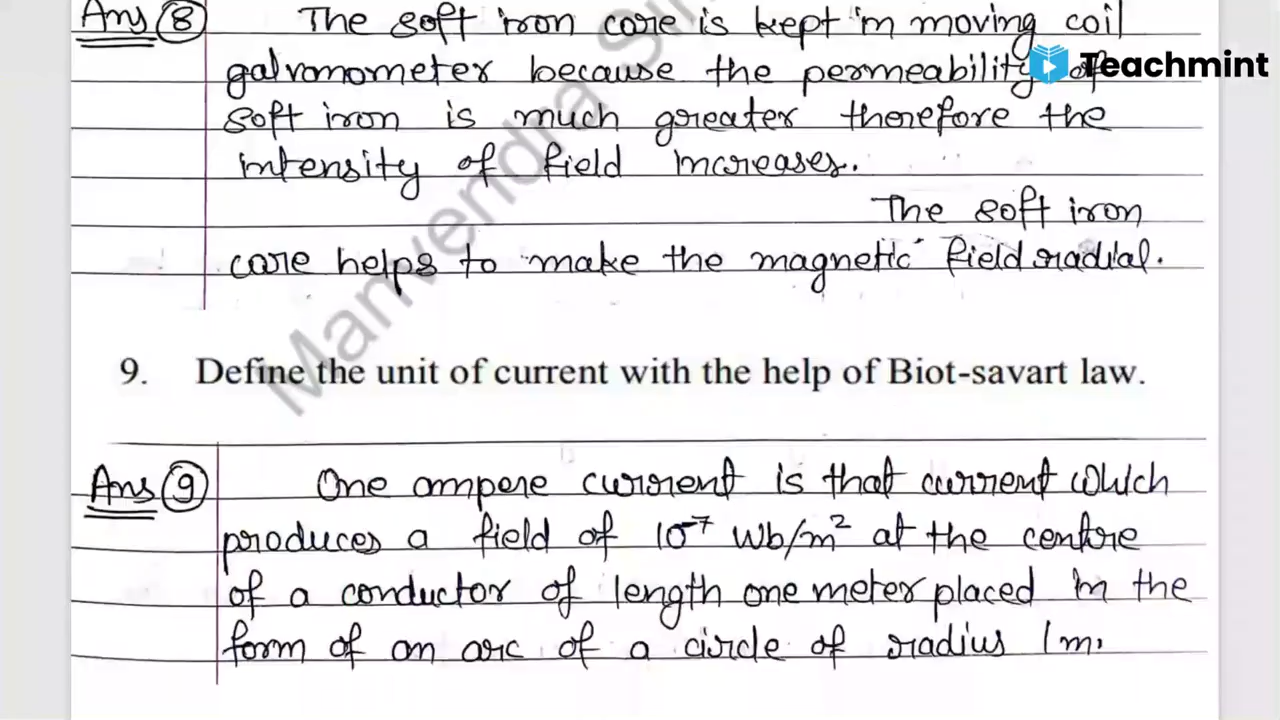 Ans 8 The soft iron core is kept in moving coil
galvanometer because the permeability of
Teachmint
soft iron is much greater therefore the
intensity of field increases.
The soft iron
core helps to make the magnetic field radial.
Manvendra
9. Define the unit of current with the help of Biot-savart law.
Ans 9 One ampere current is that current which
produces a field of 10⁻⁷ Wb/m² at the centre
of a conductor of length one meter placed in the
form of an arc of a circle of radius 1m.